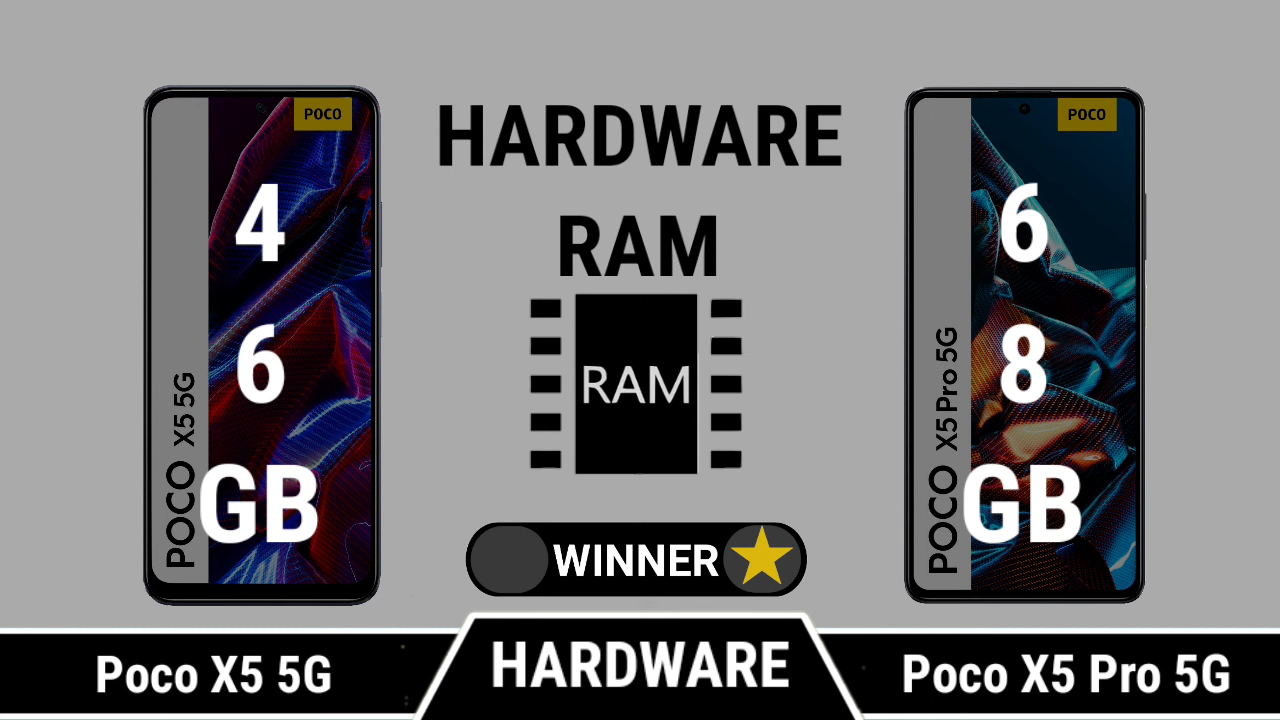 HARDWARE
RAM
RAM
WINNER
POCO
4
6
GB
POCO X5 5G
POCO
6
8
GB
POCO X5 Pro 5G
Poco X5 5G
HARDWARE
Poco X5 Pro 5G